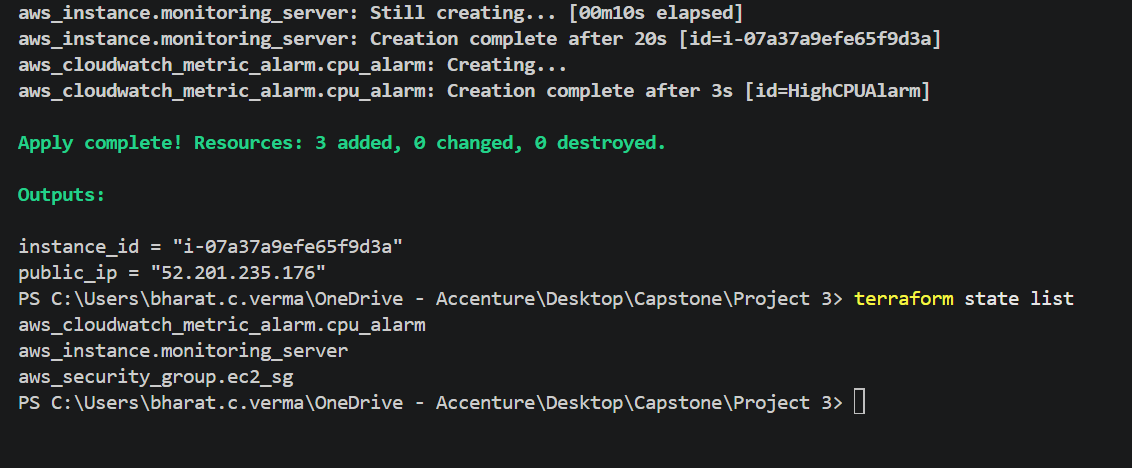 aws_instance.monitoring_server: Still creating... [00m10s elapsed]
aws_instance.monitoring_server: Creation complete after 20s [id=i-07a37a9efe65f9d3a]
aws_cloudwatch_metric_alarm.cpu_alarm: Creating...
aws_cloudwatch_metric_alarm.cpu_alarm: Creation complete after 3s [id=HighCPUAlarm]
Apply complete! Resources: 3 added, 0 changed, 0 destroyed.
Outputs:
instance_id = "i-07a37a9efe65f9d3a"
public_ip = "52.201.235.176"
PS C:\Users\bharat.c.verma\OneDrive - Accenture\Desktop\Capstone\Project 3> terraform state list
aws_cloudwatch_metric_alarm.cpu_alarm
aws_instance.monitoring_server
aws_security_group.ec2_sg
PS C:\Users\bharat.c.verma\OneDrive - Accenture\Desktop\Capstone\Project 3>